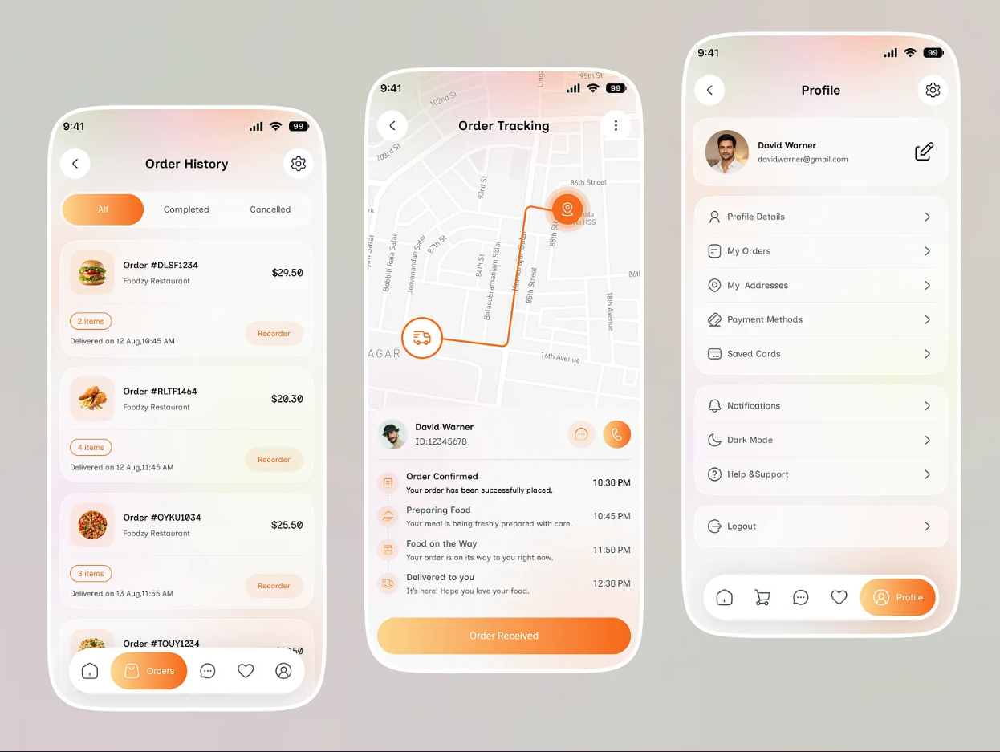 9:41
99
Order History
All
Completed
Cancelled
Order #DLSF1234
Foodzy Restaurant
$29.50
2 items
Delivered on 12 Aug,10:45 AM
Recorder
Order #RLTF1464
Foodzy Restaurant
$20.30
4 items
Delivered on 12 Aug,11:45 AM
Recorder
Order #OYKU1034
Foodzy Restaurant
$25.50
3 items
Delivered on 13 Aug,11:55 AM
Recorder
Order #TOUY1234
Orders
9:41
99
Order Tracking
95th St
102nd St
103rd St
93rd St
86th Street
88th
87th St
84th St
Bobbili Raja Salai
Jeevanandan Salai
Balasubramaniam Salai
Kamarajar Salai
85th Street
18th Avenue
16th Avenue
AGAR
David Warner
ID:12345678
Order Confirmed
Your order has been successfully placed.
10:30 PM
Preparing Food
Your meal is being freshly prepared with care.
10:45 PM
Food on the Way
Your order is on its way to you right now.
11:50 PM
Delivered to you
It's here! Hope you love your food.
12:30 PM
Order Received
9:41
99
Profile
David Warner
davidwarner@gmail.com
Profile Details
My Orders
My  Addresses
Payment Methods
Saved Cards
Notifications
Dark Mode
Help &Support
Logout
Profile